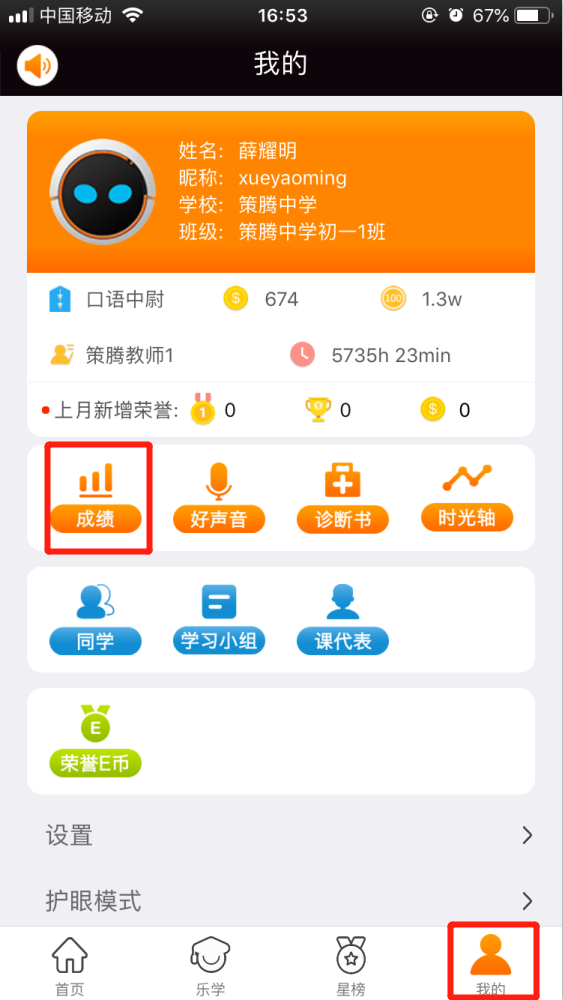 中国移动 16:53 67%
我的
姓名: 薛耀明
昵称: xueyaoming
学校: 策腾中学
班级: 策腾中学初一1班
口语中尉 $ 674 100 1.3w
策腾教师1 5735h 23min
上月新增荣誉: 1 0 0 $ 0
成绩 好声音 诊断书 时光轴
同学 学习小组 课代表
E
荣誉E币
设置
护眼模式
首页 乐学 星榜 我的